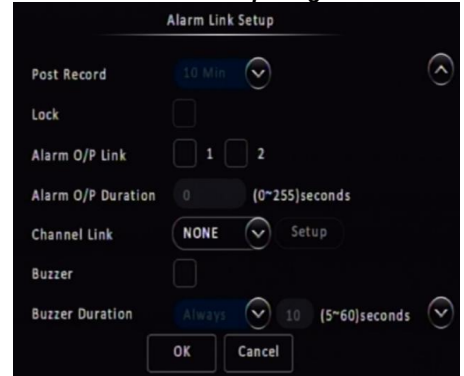 Alarm Link Setup
Post Record 10 Min
Lock
Alarm O/P Link 1 2
Alarm O/P Duration 0 (0~255)seconds
Channel Link NONE Setup
Buzzer
Buzzer Duration Always 10 (5~60)seconds
OK Cancel